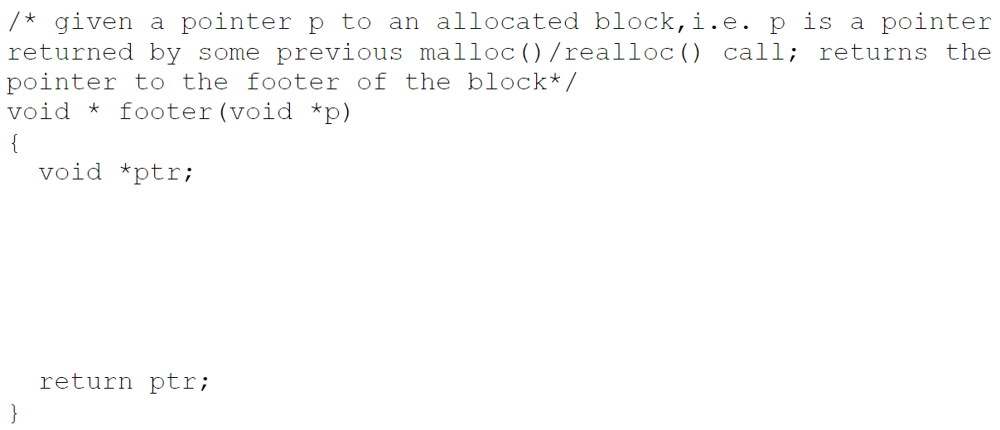 /* given a pointer p to an allocated block,i.e. p is a pointer
returned by some previous malloc()/realloc() call; returns the
pointer to the footer of the block*/
void * footer(void *p)
{
  void *ptr;
  return ptr;
}